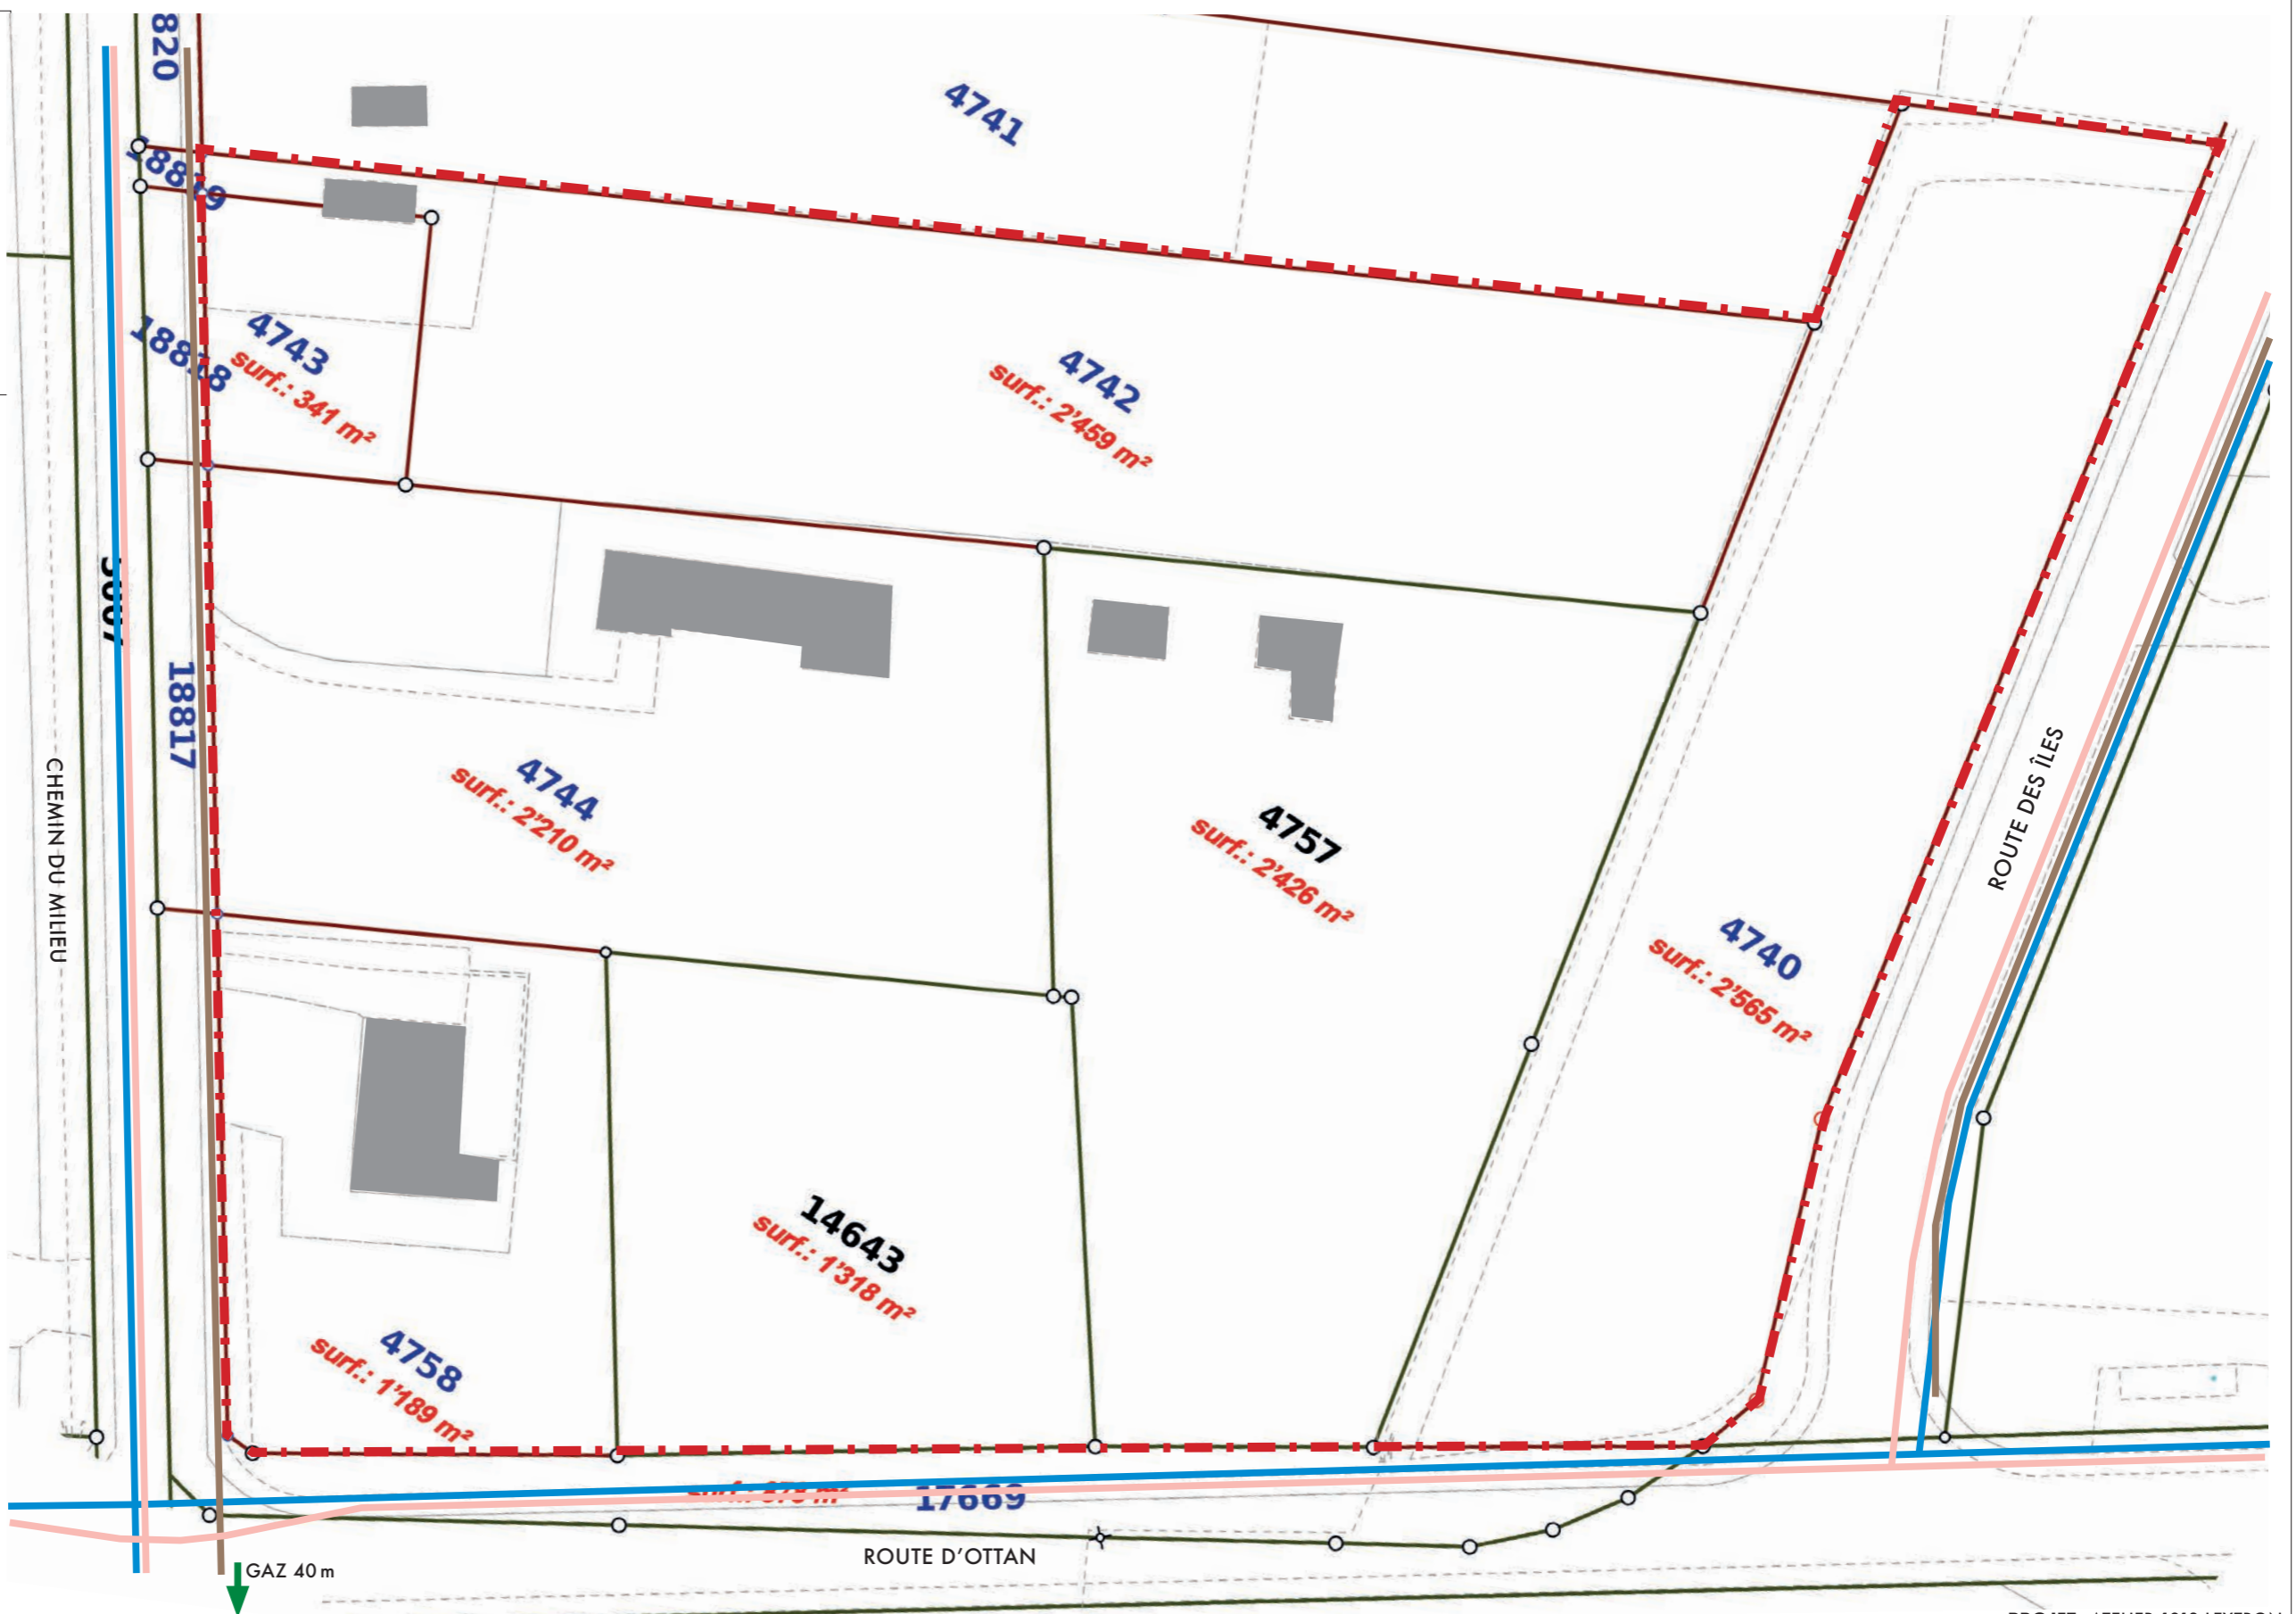 820
4741
18819
18818
4743
surf.: 341 m²
4742
surf.: 2'459 m²
18817
4744
surf.: 2'210 m²
4757
surf.: 2'426 m²
ROUTE DES ÎLES
CHEMIN DU MILIEU
4740
surf.: 2'565 m²
14643
surf.: 1'318 m²
4758
surf.: 1'189 m²
17669
ROUTE D'OTTAN
GAZ 40 m